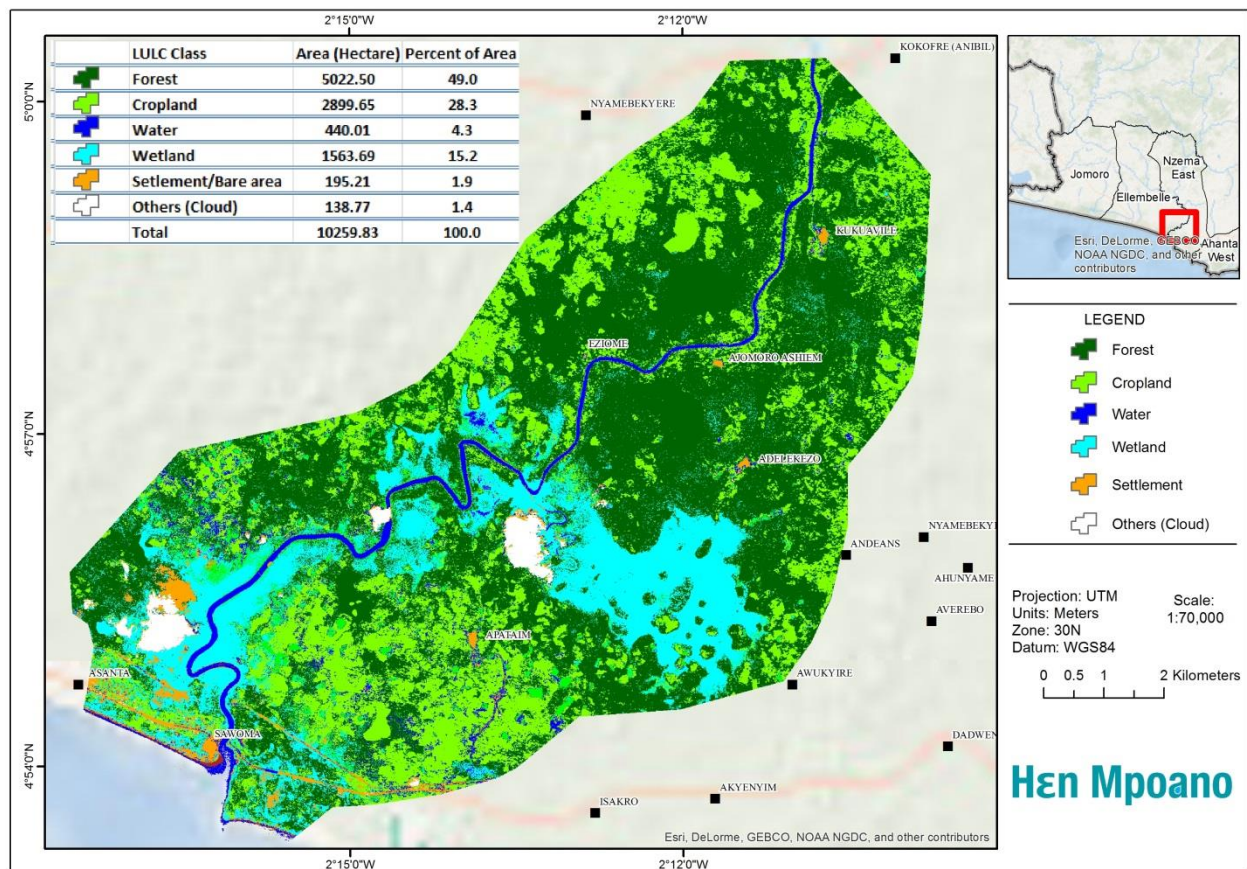 2°15'0"W
2°12'0"W
LULC Class Area (Hectare) Percent of Area
Forest 5022.50 49.0
Cropland 2899.65 28.3
Water 440.01 4.3
Wetland 1563.69 15.2
Setlement/Bare area 195.21 1.9
Others (Cloud) 138.77 1.4
Total 10259.83 100.0
5°0'0"N
4°57'0"N
4°54'0"N
KOKOFRE (ANIBIL)
NYAMEBEKYERE
KUKUAVILE
EZIOME
AJOMORO ASHIEM
ADELEKEZO
NYAMEBEKYI
ANDEANS
AHUNYAME
AVEREBO
APATAIM
ASANTA
AWUKYIRE
SAWOMA
DADWEN
AKYENYIM
ISAKRO
Esri, DeLorme, GEBCO, NOAA NGDC, and other contributors
2°15'0"W
2°12'0"W
Nzema
East
Jomoro
Ellembelle
Ahanta
West
Esri, DeLorme, GEBCO
NOAA NGDC, and other
contributors
LEGEND
Forest
Cropland
Water
Wetland
Settlement
Others (Cloud)
Projection: UTM
Units: Meters
Zone: 30N
Datum: WGS84
Scale:
1:70,000
0 0.5 1 2 Kilometers
Hɛn Mpoano